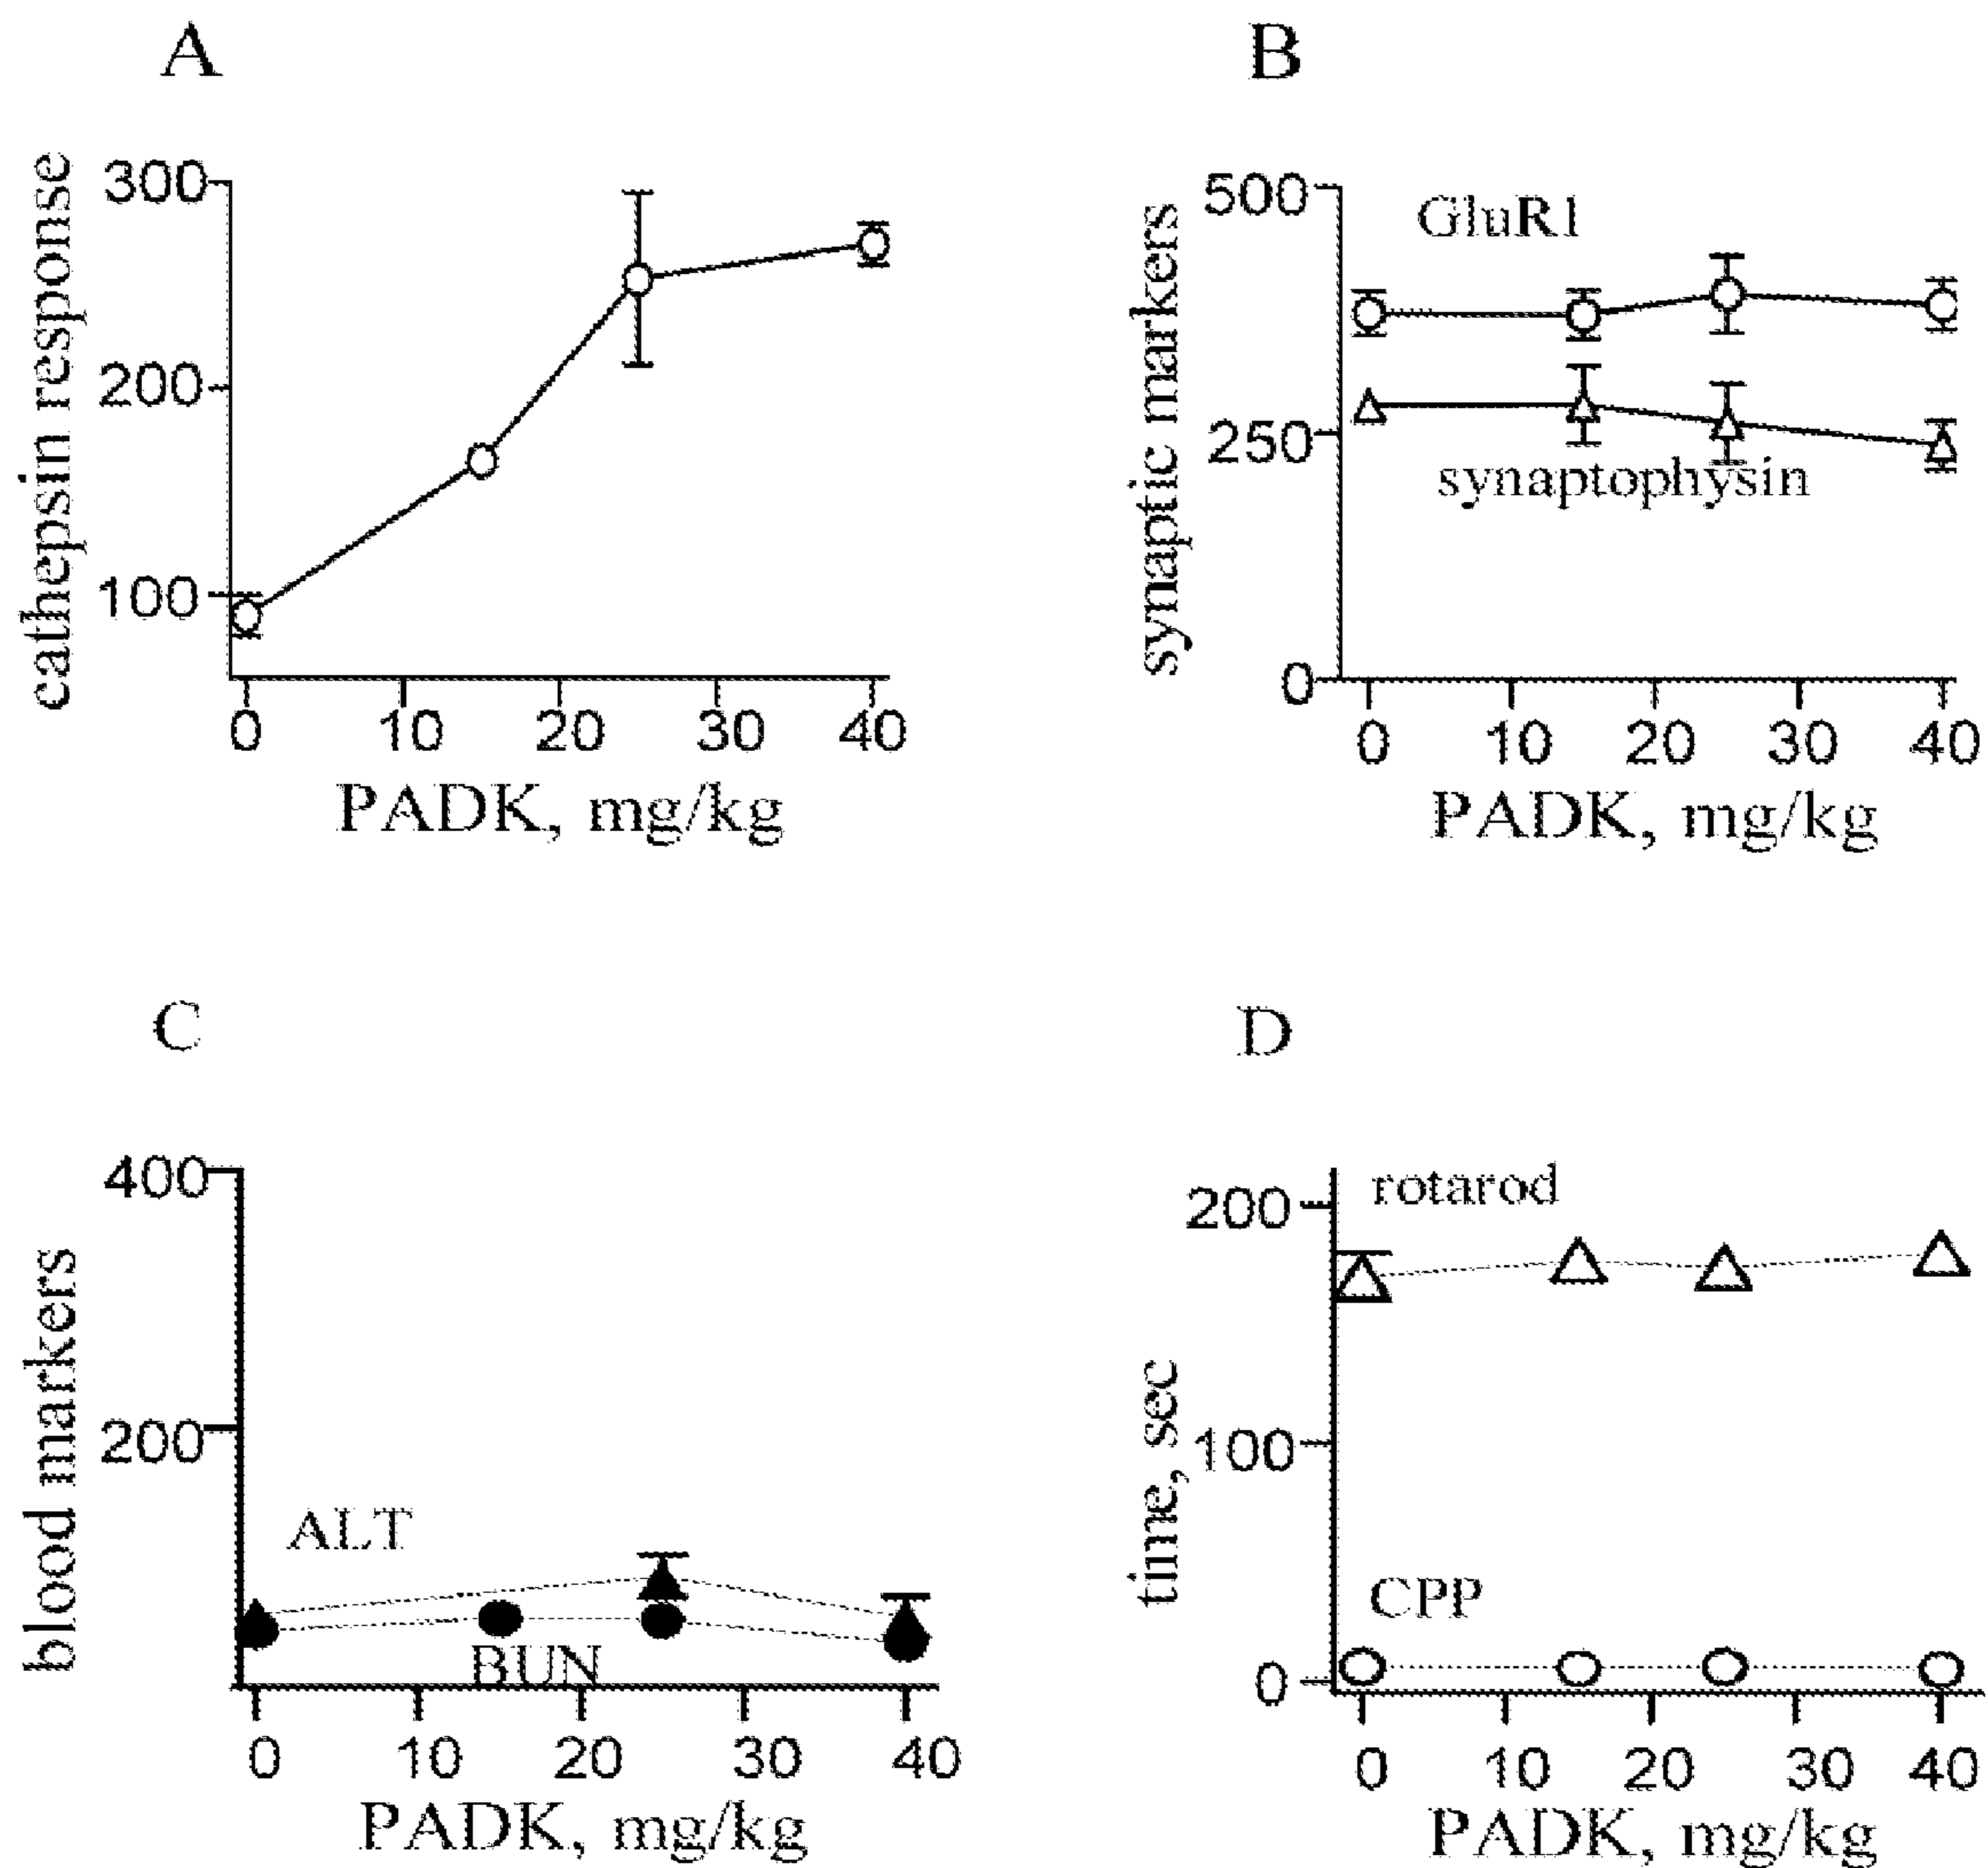 A
cathepsin response
300
200
100
0 10 20 30 40
PADK, mg/kg
B
synaptic markers
500
250
0
GluR1
synaptophysin
0 10 20 30 40
PADK, mg/kg
C
blood markers
400
200
ALT
BUN
0 10 20 30 40
PADK, mg/kg
D
time, sec
200
100
0
rotarod
CPP
0 10 20 30 40
PADK, mg/kg